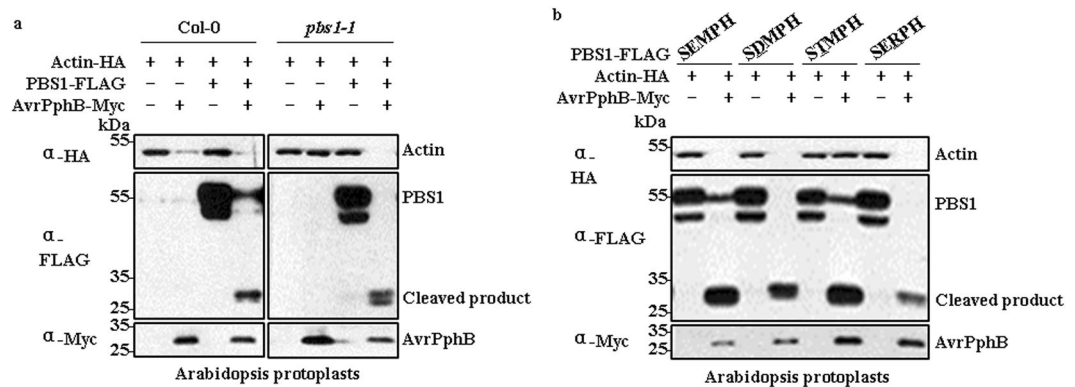 a
Col-0 pbs1-1
Actin-HA + + + + + + + +
PBS1-FLAG – – + + – – + +
AvrPphB-Myc – + – + – + – +
kDa
α-HA 55 Actin
55 PBS1
α-FLAG
35
25 Cleaved product
α-Myc 35
25 AvrPphB
Arabidopsis protoplasts
b
PBS1-FLAG SEMPH SDMPH STMPH SERPH
Actin-HA + + + + + + + +
AvrPphB-Myc – + – + – + – +
kDa
α-HA 55 Actin
55 PBS1
α-FLAG
35
25 Cleaved product
α-Myc 35
25 AvrPphB
Arabidopsis protoplasts